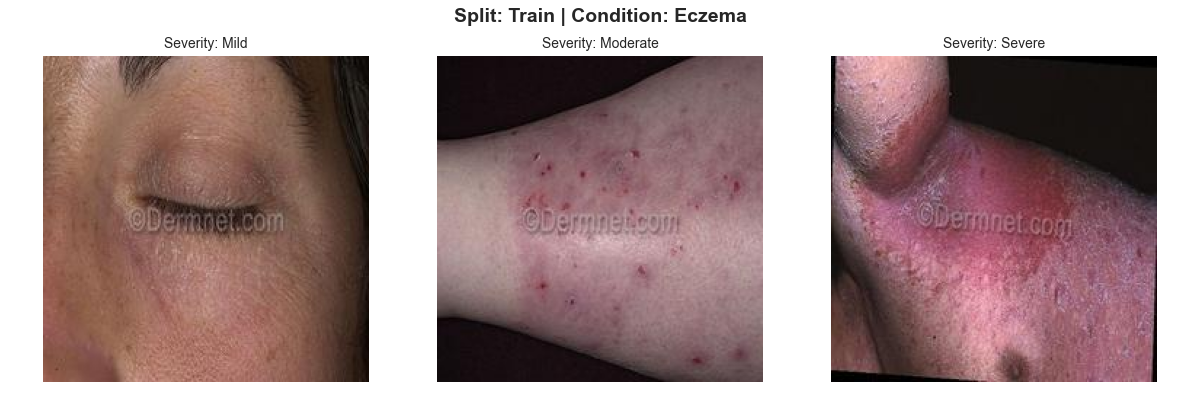 Split: Train | Condition: Eczema
Severity: Mild
Severity: Moderate
Severity: Severe
©Dermnet.com
©Dermnet.com
©Dermnet.com